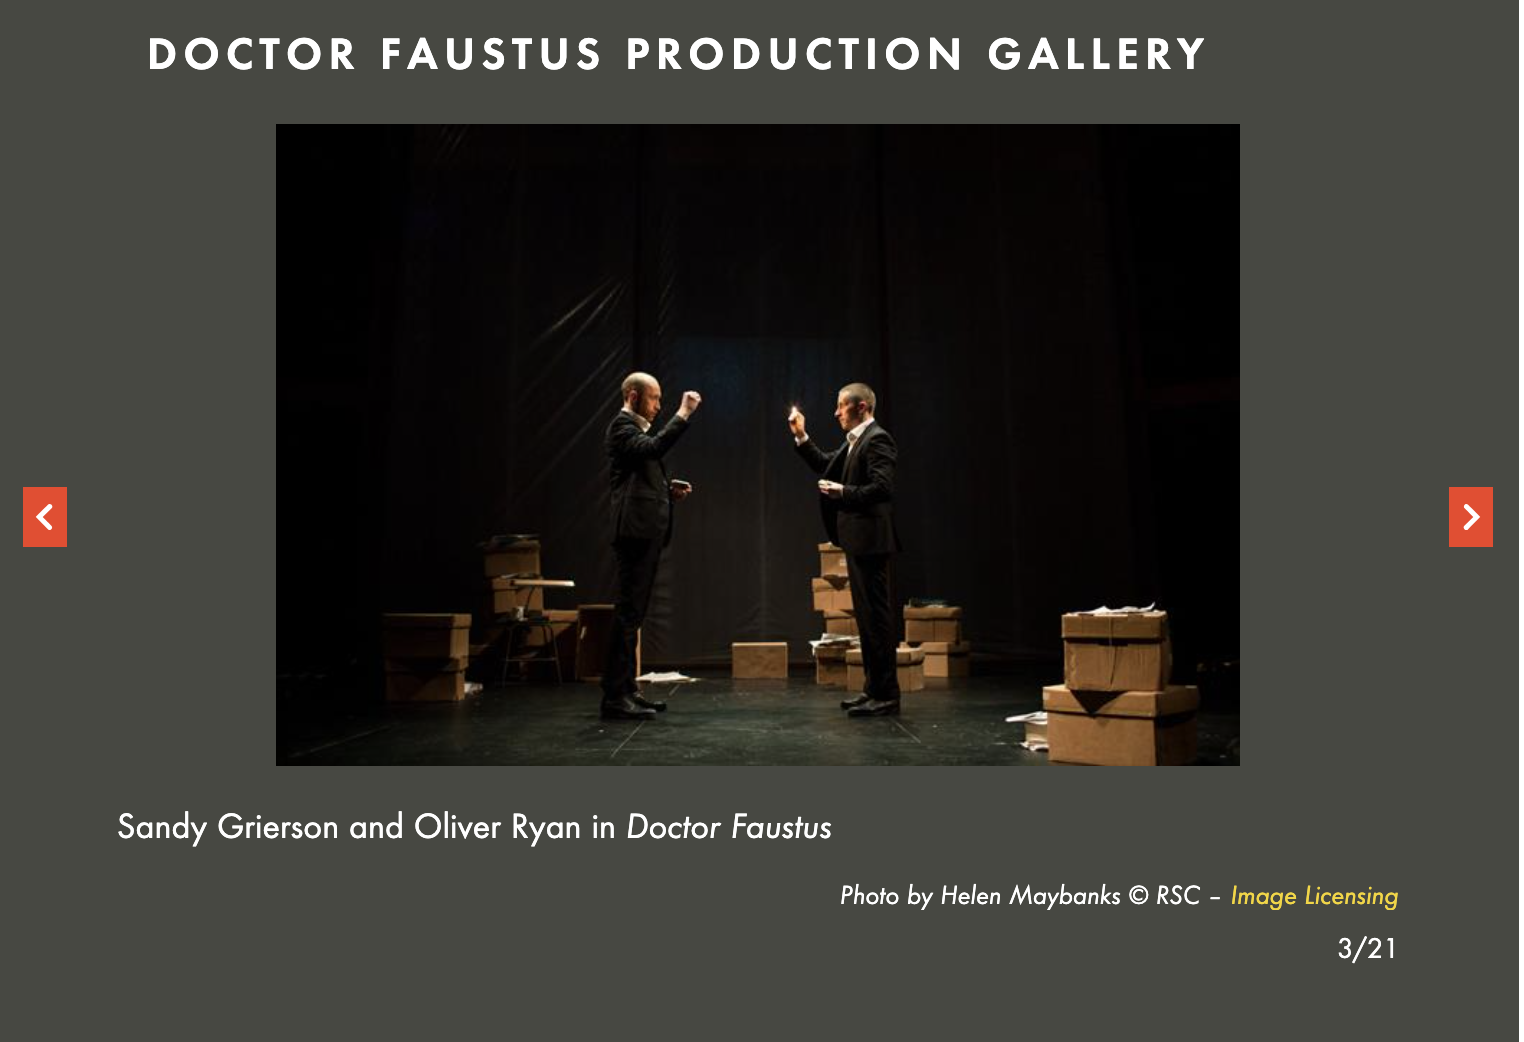 DOCTOR FAUSTUS PRODUCTION GALLERY
Sandy Grierson and Oliver Ryan in Doctor Faustus
Photo by Helen Maybanks © RSC – Image Licensing
3/21